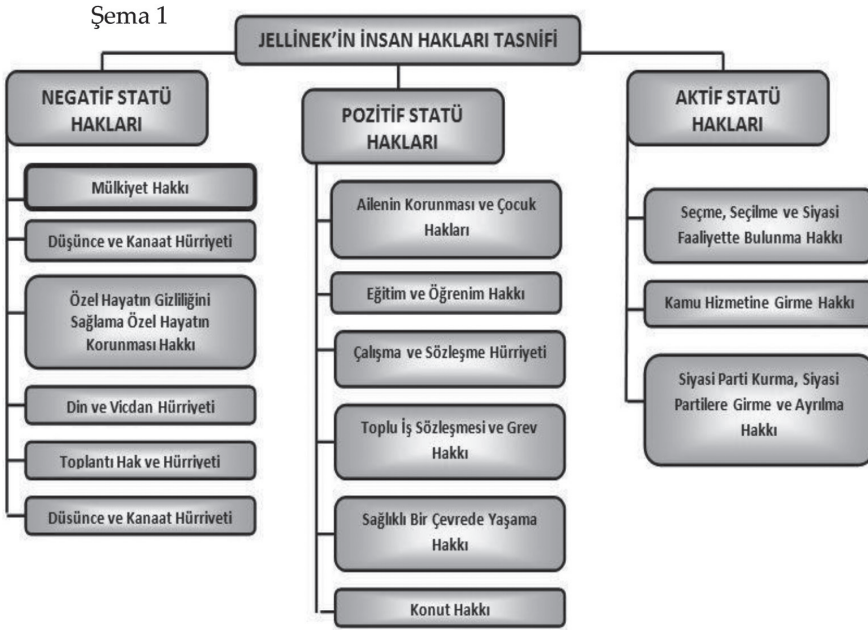 Şema 1
JELLİNEK’İN İNSAN HAKLARI TASNİFİ
NEGATİF STATÜ
HAKLARI
Mülkiyet Hakkı
Düşünce ve Kanaat Hürriyeti
Özel Hayatın Gizliliğini
Sağlama Özel Hayatın
Korunması Hakkı
Din ve Vicdan Hürriyeti
Toplantı Hak ve Hürriyeti
Düsünce ve Kanaat Hürriyeti
POZİTİF STATÜ
HAKLARI
Ailenin Korunması ve Çocuk
Hakları
Eğitim ve Öğrenim Hakkı
Çalışma ve Sözleşme Hürriyeti
Toplu İş Sözleşmesi ve Grev
Hakkı
Sağlıklı Bir Çevrede Yaşama
Hakkı
Konut Hakkı
AKTİF STATÜ
HAKLARI
Seçme, Seçilme ve Siyasi
Faaliyette Bulunma Hakkı
Kamu Hizmetine Girme Hakkı
Siyasi Parti Kurma, Siyasi
Partilere Girme ve Ayrılma
Hakkı